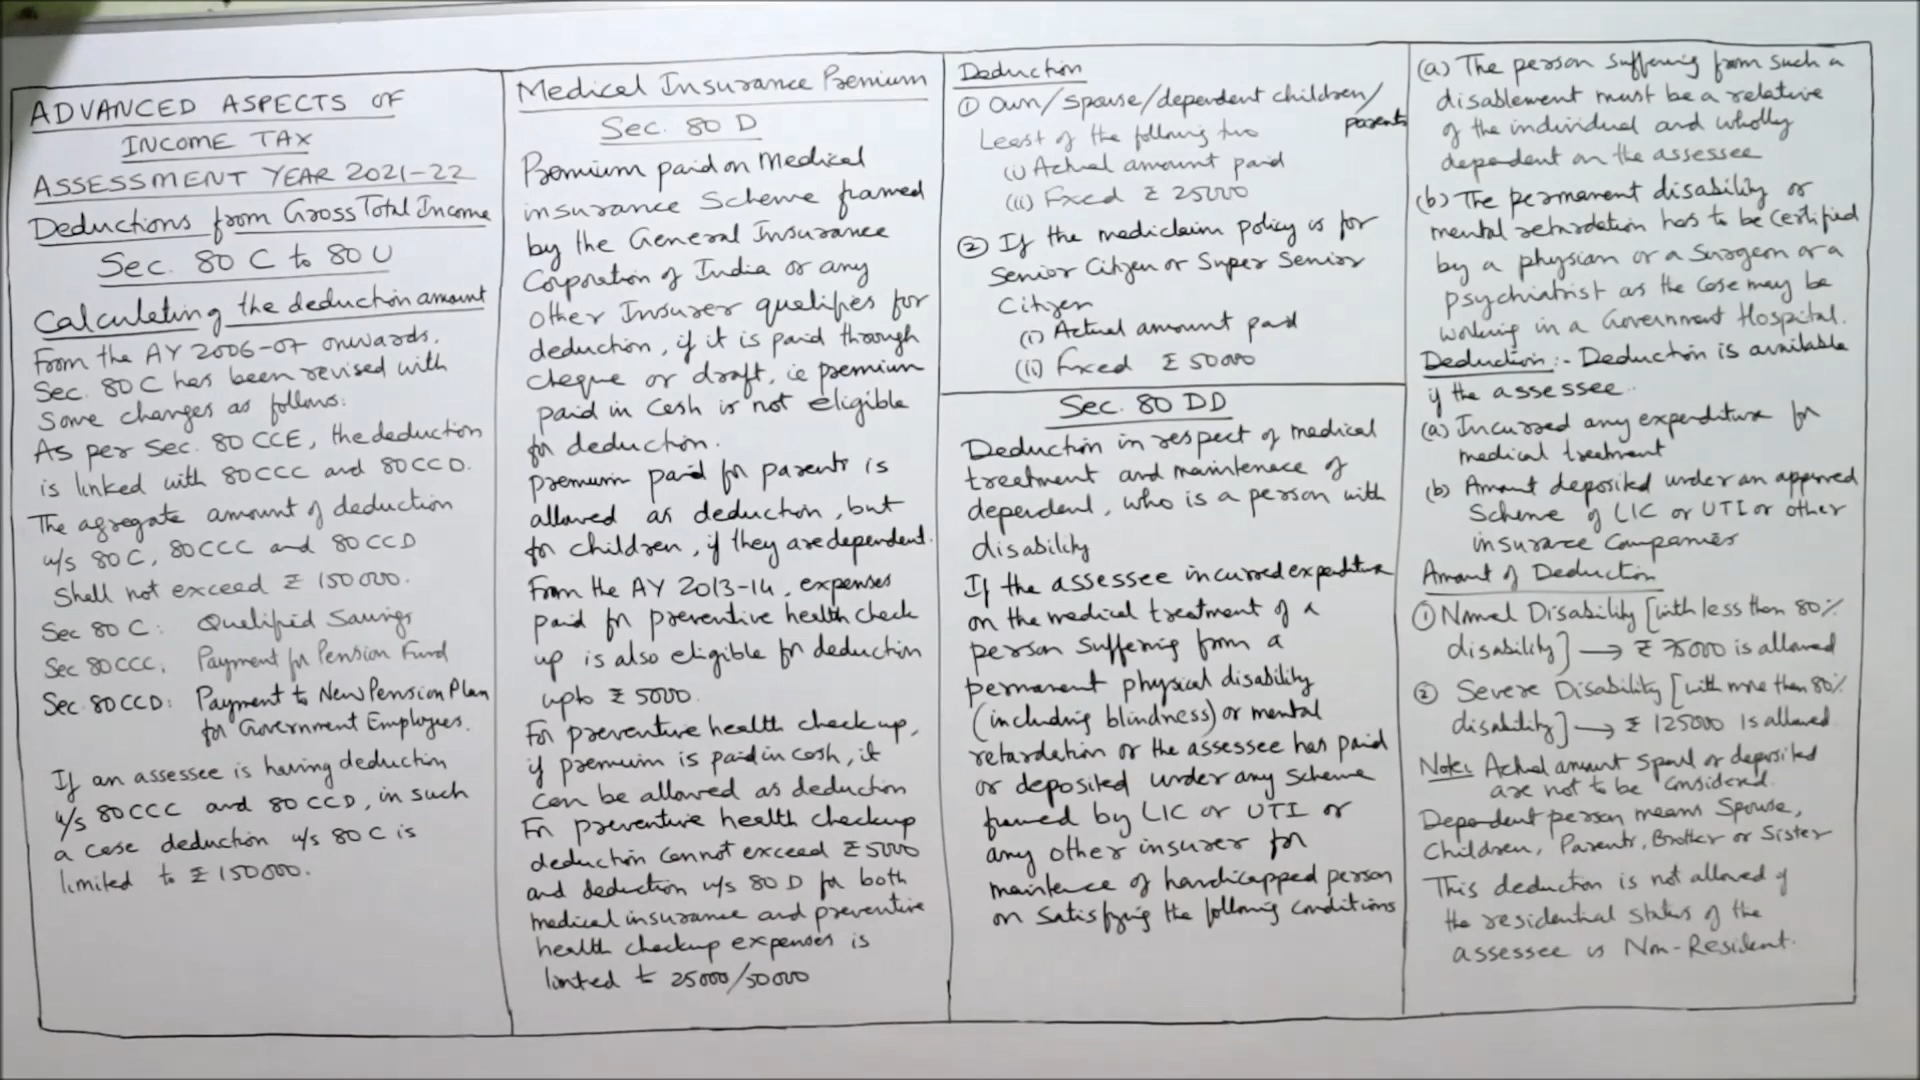 ADVANCED ASPECTS OF
INCOME TAX
ASSESSMENT YEAR 2021-22
Deductions from Gross Total Income
Sec. 80 C to 80 U
Calculating the deduction amount
From the AY 2006-07 onwards,
Sec. 80 C has been revised with
Some changes as follows:
As per Sec. 80 CCE, the deduction
is linked with 80 CCC and 80 CCD.
The agregate amount of deduction
u/s 80 C, 80 CCC and 80 CCD
Shall not exceed ₹ 150000.
Sec 80 C: Qualified Savings
Sec 80 CCC: Payment for Pension Fund
Sec. 80 CCD: Payment to New Pension Plan
for Government Employees.
If an assessee is having deduction
u/s 80 CCC and 80 CCD, in such
a case deduction u/s 80 C is
limited to ₹ 150000.
Medical Insurance Premium
Sec. 80 D
Premium paid on Medical
insurance Scheme framed
by the General Insurance
Corporation of India or any
other Insurer qualifies for
deduction, if it is paid through
cheque or draft, ie premium
paid in Cash is not eligible
for deduction.
premium paid for parents is
allowed as deduction, but
for children, if they are dependent.
From the AY 2013-14, expenses
paid for preventive health check
up is also eligible for deduction
upto ₹ 5000.
For preventive health checkup,
if premium is paid in cash, it
can be allowed as deduction
For preventive health checkup
deduction cannot exceed ₹ 5000
and deduction u/s 80 D for both
medical insurance and preventive
health checkup expenses is
limited to 25000/50000
Deduction
① Own/spouse/dependent children/
parents
Least of the following two
(i) Actual amount paid
(ii) Fixed ₹ 25000
② If the mediclaim policy is for
Senior Citizen or Super Senior
Citizen
(i) Actual amount paid
(ii) Fixed ₹ 50000
Sec. 80 DD
Deduction in respect of medical
treatment and maintenace of
dependent, who is a person with
disability
If the assessee incurred expenditure
on the medical treatment of a
person suffering from a
permanent physical disability
(including blindness) or mental
retardation or the assessee has paid
or deposited under any scheme
framed by LIC or UTI or
any other insurer for
maintence of handicapped person
on Satisfying the following conditions
(a) The person suffering from such a
disablement must be a relative
of the individual and wholly
dependent on the assessee
(b) The permanent disability or
mental retardation has to be certified
by a physian or a Surgeon or a
psychiatrist as the case may be
working in a Government Hospital.
Deduction:- Deduction is available
if the assessee..
(a) Incurred any expenditure for
medical treatment
(b) Amount deposited under an approved
Scheme of LIC or UTI or other
insurance Companies
Amount of Deduction
① Normal Disability [with less than 80%
disability] → ₹ 75000 is allowed
② Severe Disability [with more than 80%
disability] → ₹ 125000 is allowed
Note: Actual amount spent or deposited
are not to be considered.
Dependent person means Spouse,
Children, Parents, Brother or Sister
This deduction is not allowed if
the residential status of the
assessee is Non-Resident.